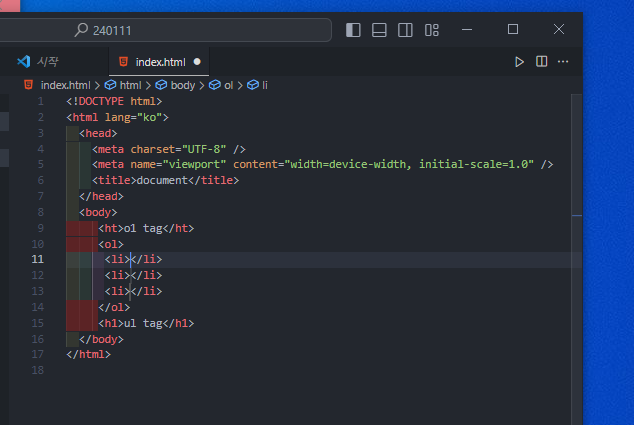 240111
시작
index.html
index.html > html > body > ol > li
1 <!DOCTYPE html>
2 <html lang="ko">
3 <head>
4 <meta charset="UTF-8" />
5 <meta name="viewport" content="width=device-width, initial-scale=1.0" />
6 <title>document</title>
7 </head>
8 <body>
9 <ht>ol tag</ht>
10 <ol>
11 <li></li>
12 <li></li>
13 <li></li>
14 </ol>
15 <h1>ul tag</h1>
16 </body>
17 </html>
18